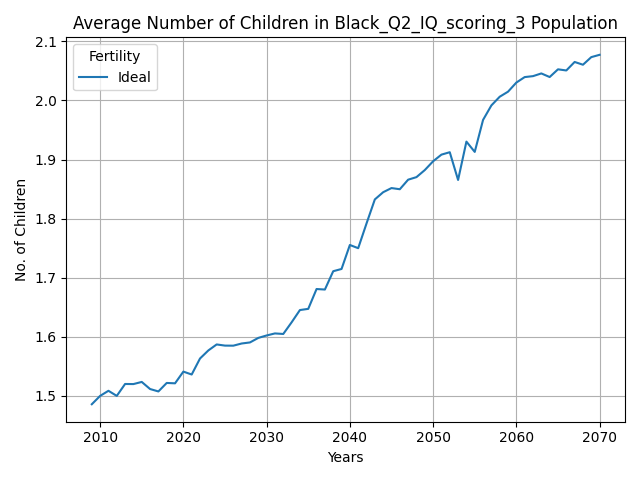 Average Number of Children in Black_Q2_IQ_scoring_3 Population
Fertility
Ideal
2.1
2.0
1.9
1.8
1.7
1.6
1.5
No. of Children
2010 2020 2030 2040 2050 2060 2070
Years